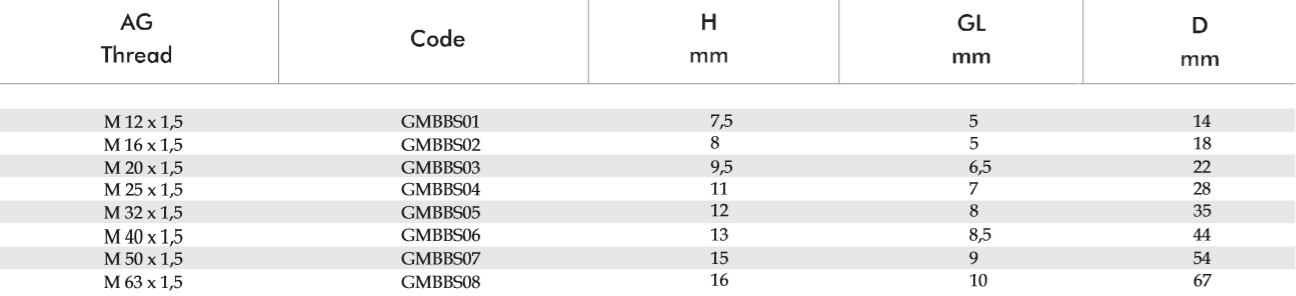 AG Thread Code H mm GL mm D mm
M 12 x 1,5 GMBBS01 7,5 5 14
M 16 x 1,5 GMBBS02 8 5 18
M 20 x 1,5 GMBBS03 9,5 6,5 22
M 25 x 1,5 GMBBS04 11 7 28
M 32 x 1,5 GMBBS05 12 8 35
M 40 x 1,5 GMBBS06 13 8,5 44
M 50 x 1,5 GMBBS07 15 9 54
M 63 x 1,5 GMBBS08 16 10 67